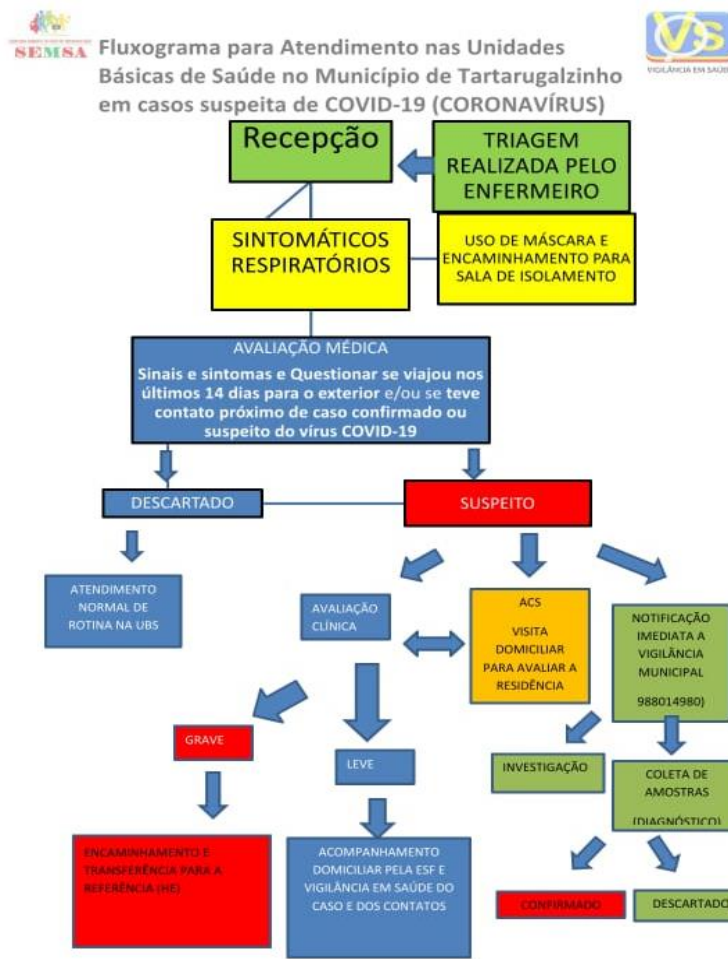 SEMSA
Fluxograma para Atendimento nas Unidades
Básicas de Saúde no Município de Tartarugalzinho
em casos suspeita de COVID-19 (CORONAVÍRUS)
VS
VIGILÂNCIA EM SAÚDE
Recepção
TRIAGEM
REALIZADA PELO
ENFERMEIRO
SINTOMÁTICOS
RESPIRATÓRIOS
USO DE MÁSCARA E
ENCAMINHAMENTO PARA
SALA DE ISOLAMENTO
AVALIAÇÃO MÉDICA
Sinais e sintomas e Questionar se viajou nos
últimos 14 dias para o exterior e/ou se teve
contato próximo de caso confirmado ou
suspeito do vírus COVID-19
DESCARTADO
SUSPEITO
ATENDIMENTO
NORMAL DE
ROTINA NA UBS
AVALIAÇÃO
CLÍNICA
ACS
VISITA
DOMICILIAR
PARA AVALIAR A
RESIDÊNCIA
NOTIFICAÇÃO
IMEDIATA A
VIGILÂNCIA
MUNICIPAL
988014980)
GRAVE
LEVE
INVESTIGAÇÃO
COLETA DE
AMOSTRAS
(DIAGNÓSTICO)
ENCAMINHAMENTO E
TRANSFERÊNCIA PARA A
REFERÊNCIA (HE)
ACOMPANHAMENTO
DOMICILIAR PELA ESF E
VIGILÂNCIA EM SAÚDE DO
CASO E DOS CONTATOS
CONFIRMADO
DESCARTADO